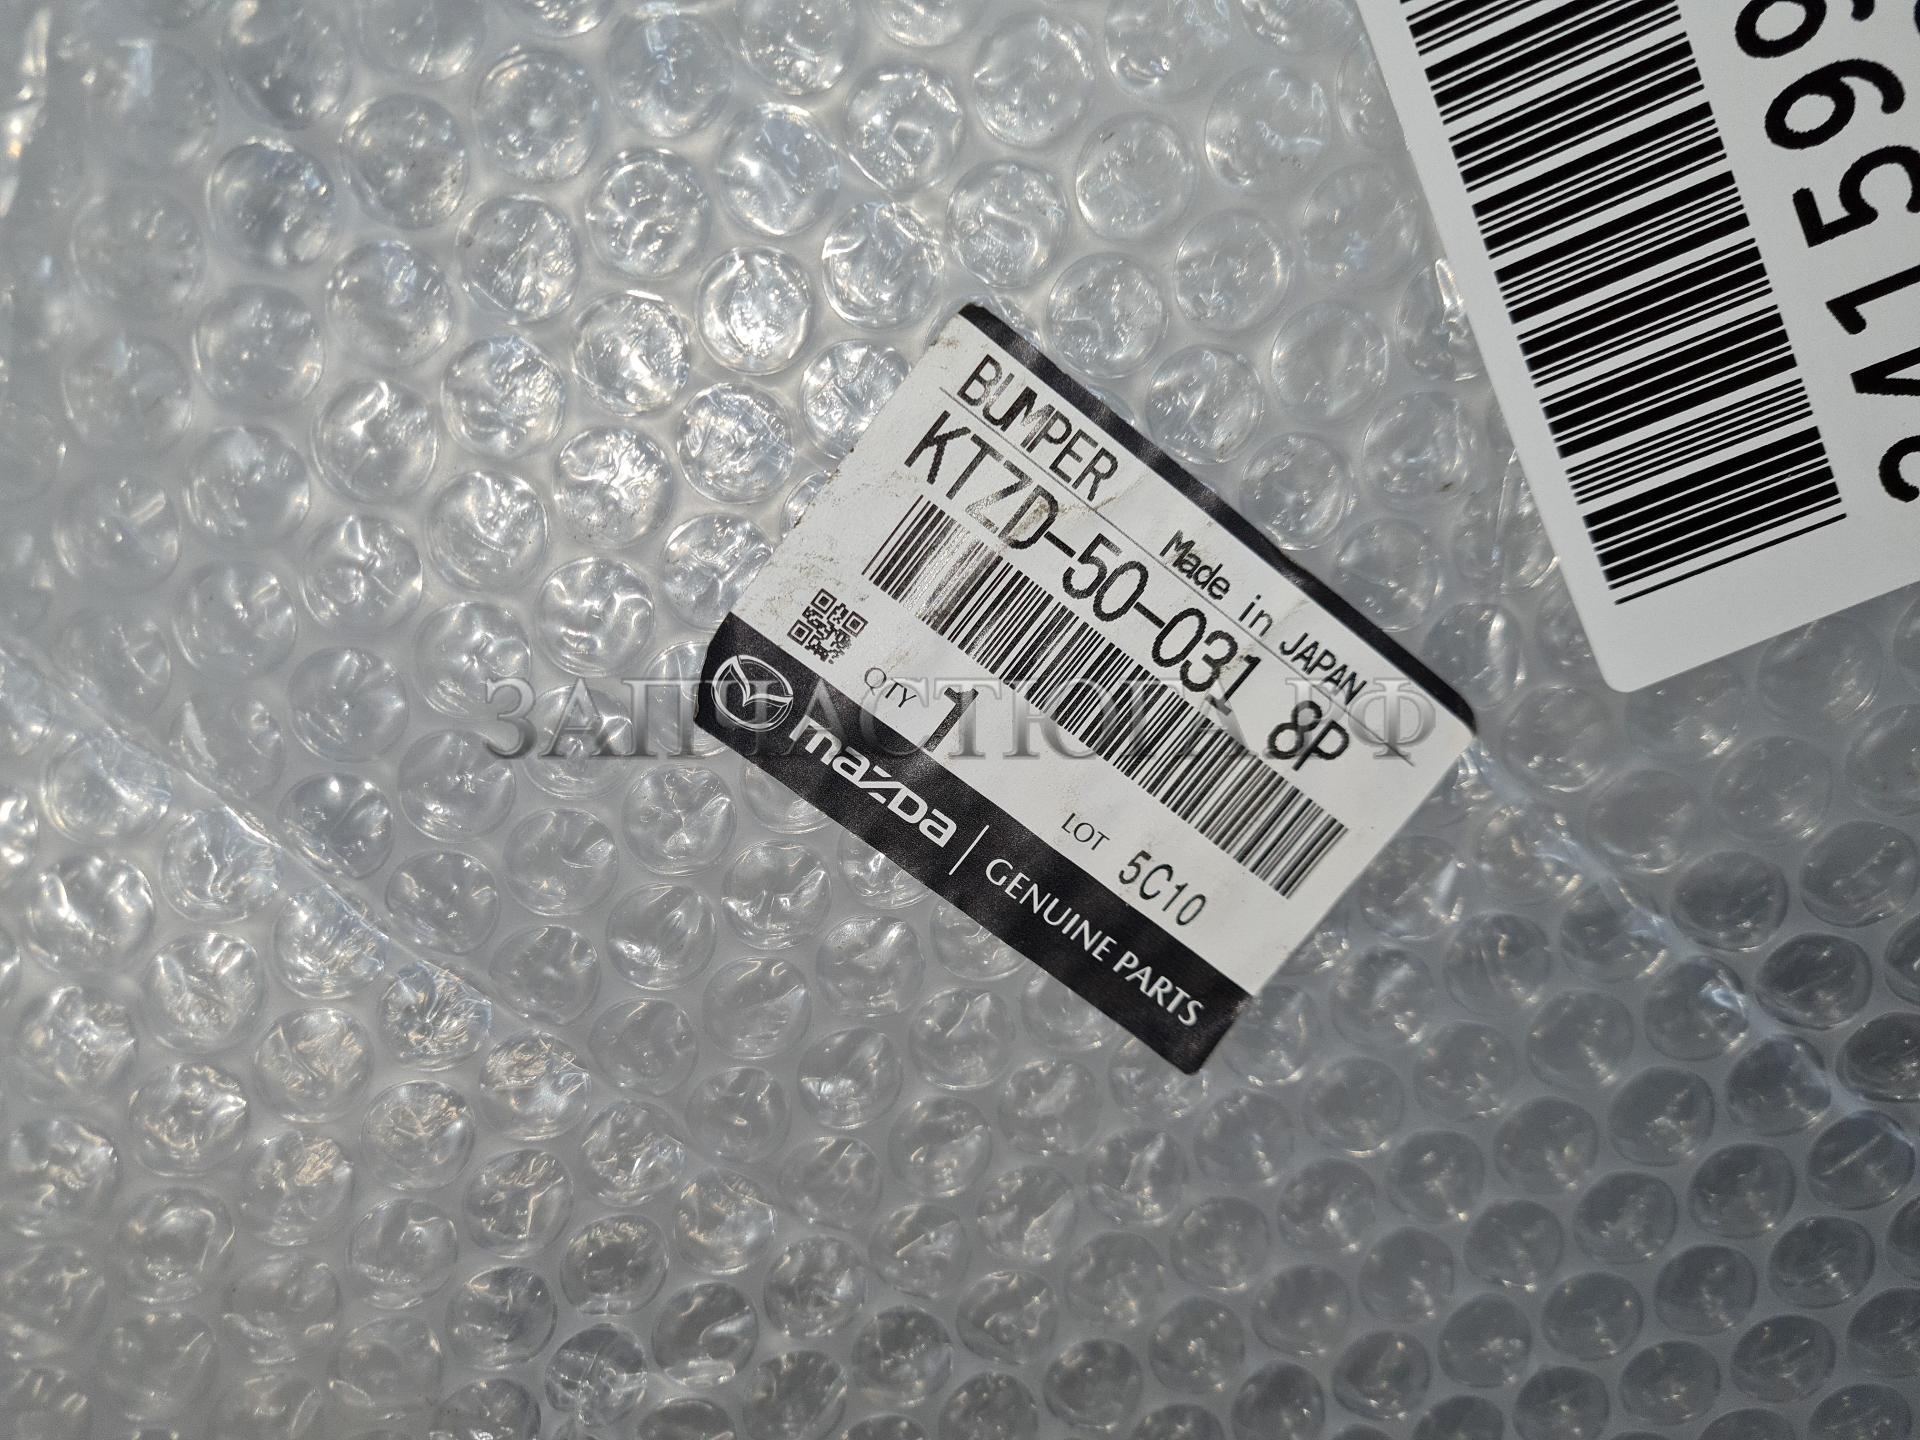 BUMPER
Made in JAPAN
KTZD-50-031 8P
QTY 1
LOT 5C10
mazda | GENUINE PARTS
ЗАПЧАСТЮГА.РФ